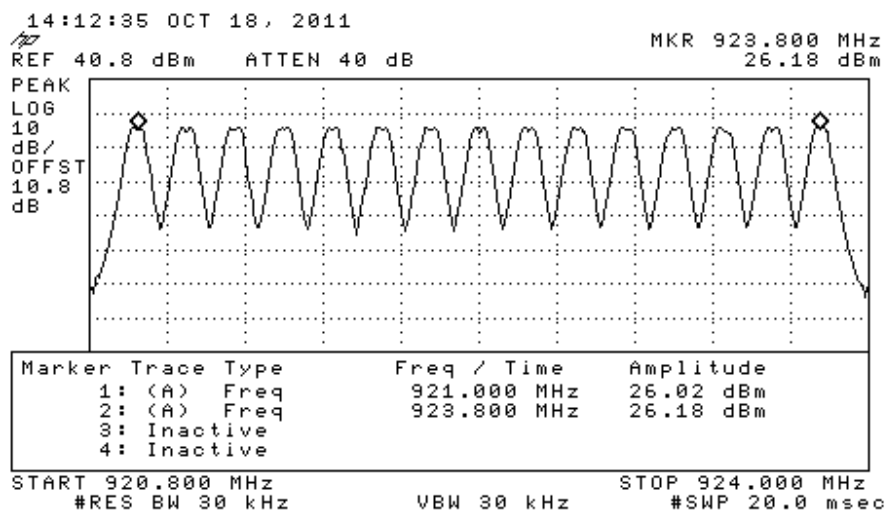 14:12:35 OCT 18, 2011
hp
MKR 923.800 MHz
REF 40.8 dBm ATTEN 40 dB 26.18 dBm
PEAK
LOG
10
dB/
OFFST
10.8
dB
Marker Trace Type Freq / Time Amplitude
1: (A) Freq 921.000 MHz 26.02 dBm
2: (A) Freq 923.800 MHz 26.18 dBm
3: Inactive
4: Inactive
START 920.800 MHz STOP 924.000 MHz
#RES BW 30 kHz VBW 30 kHz #SWP 20.0 msec